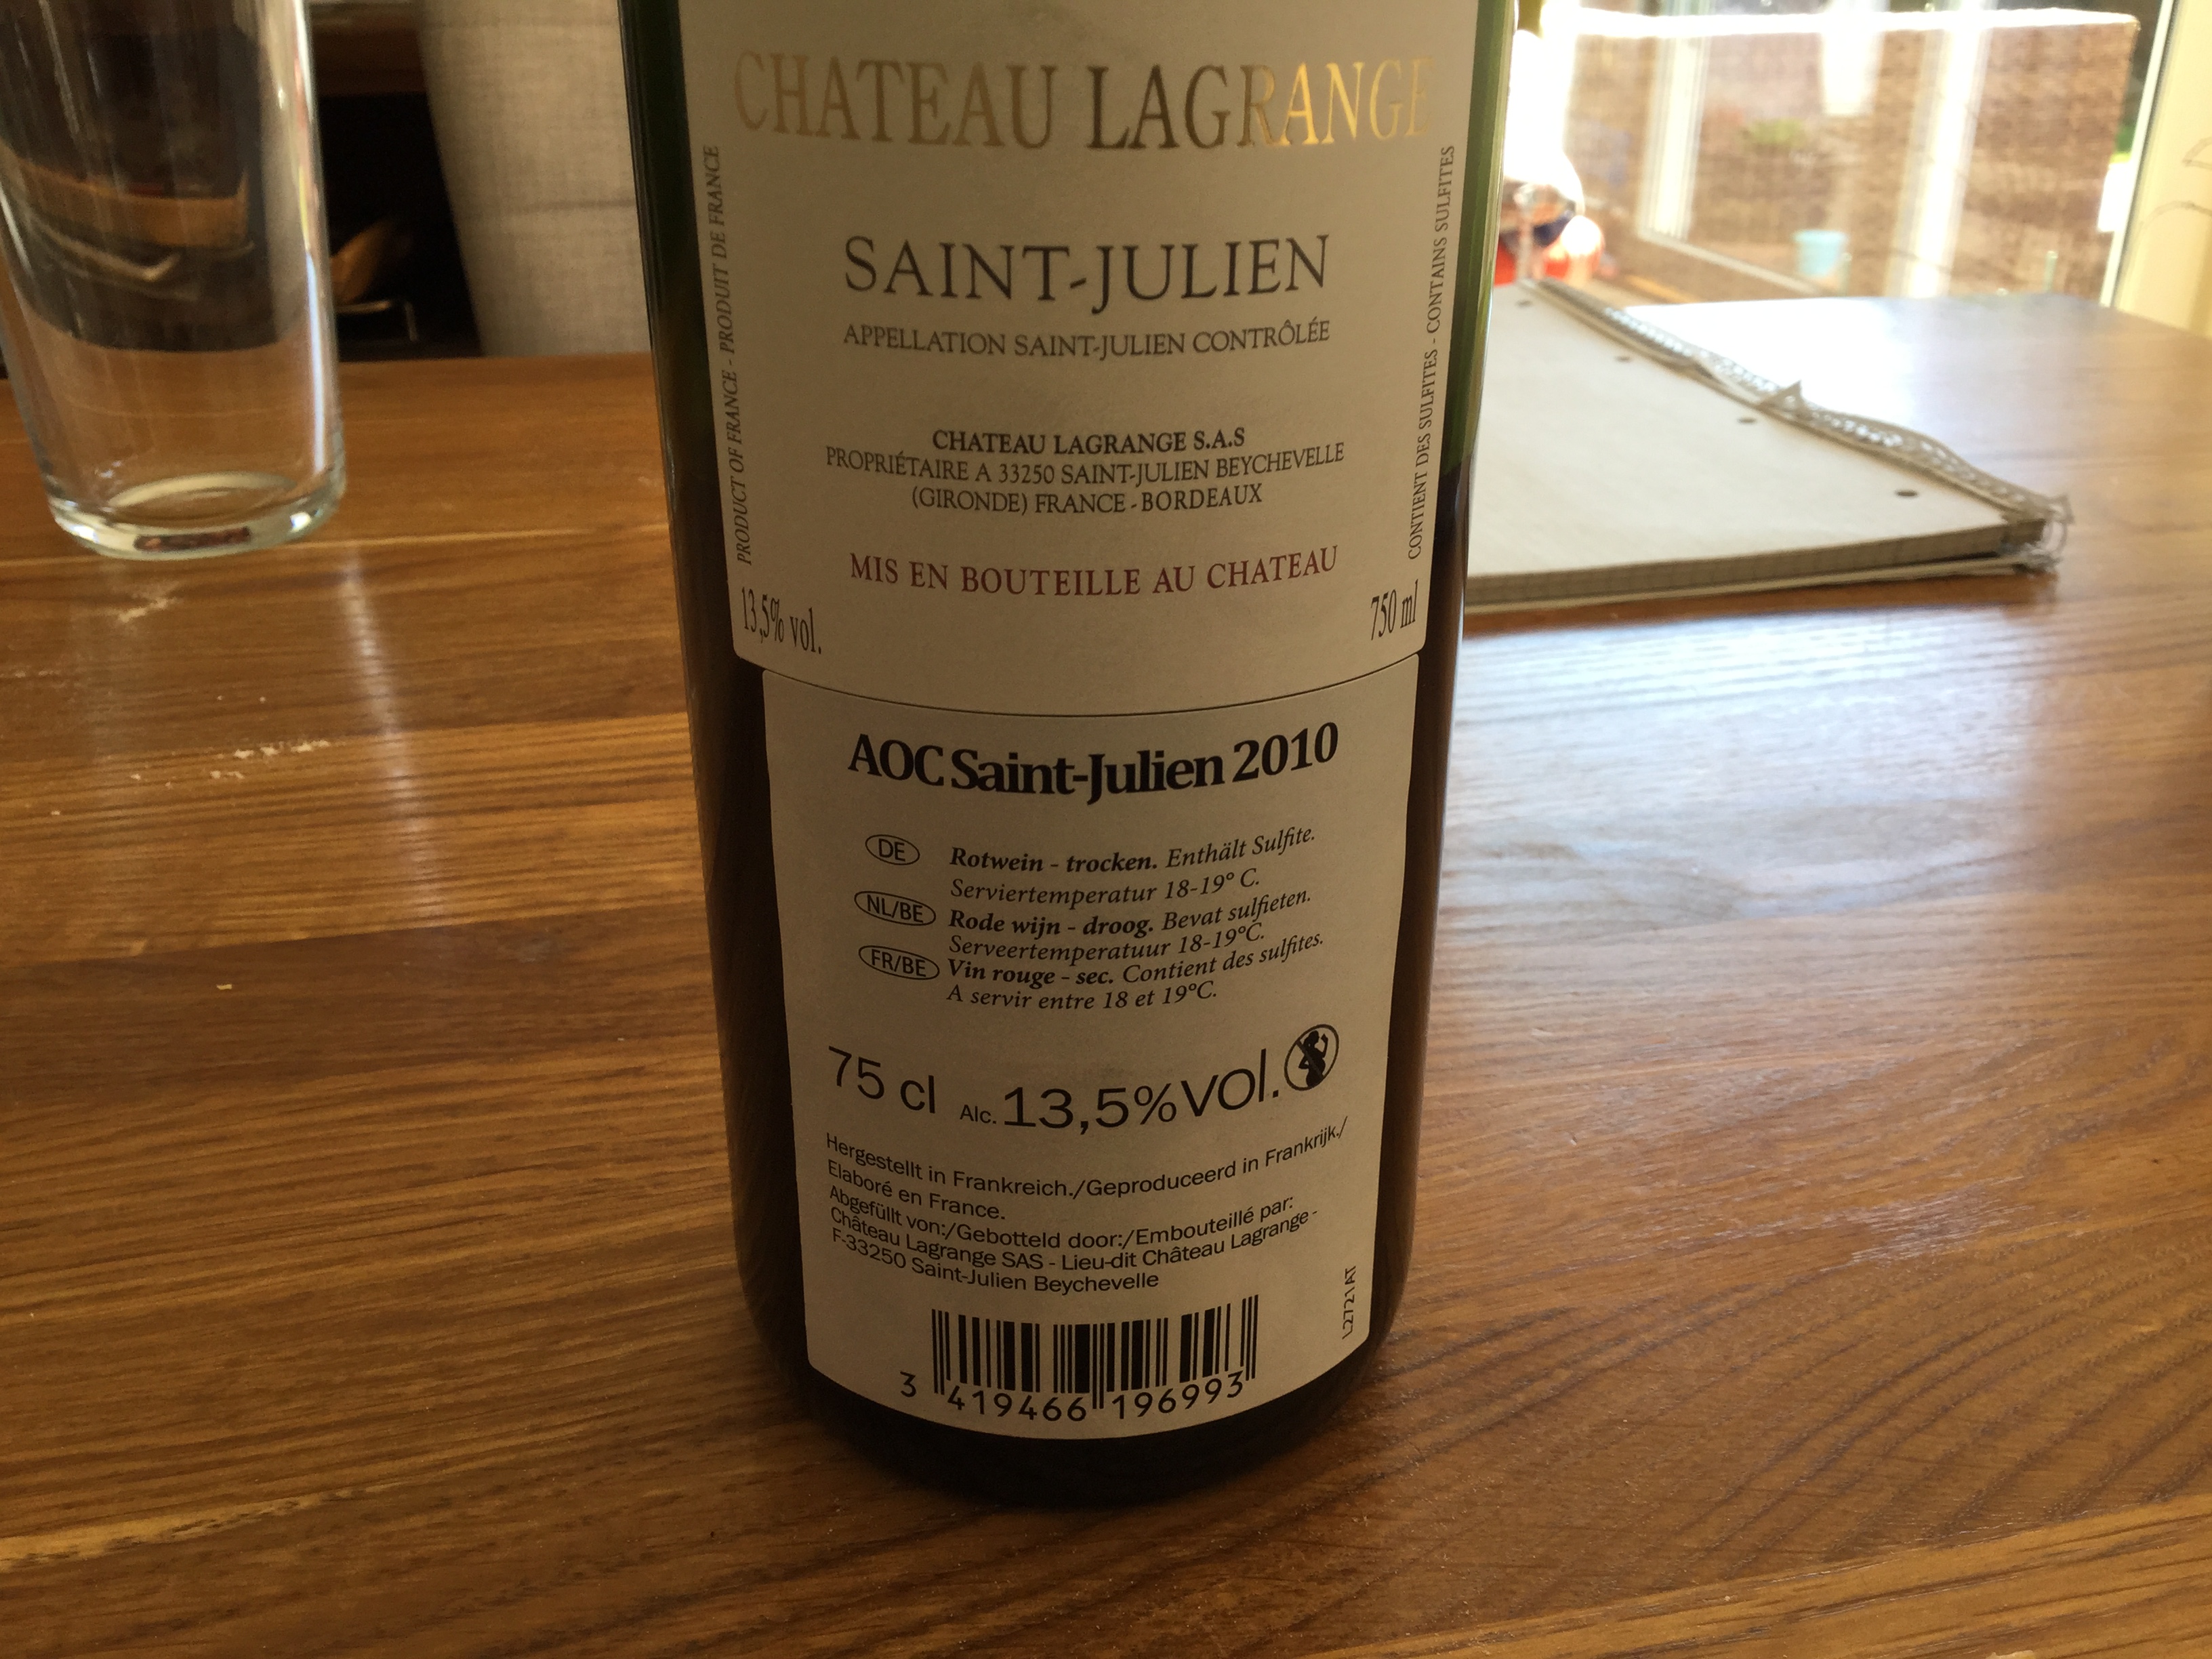 CHATEAU LAGRANGE
PRODUCT OF FRANCE - PRODUIT DE FRANCE
CONTIENT DES SULFITES - CONTAINS SULFITES
SAINT-JULIEN
APPELLATION SAINT-JULIEN CONTRÔLÉE
CHATEAU LAGRANGE S.A.S
PROPRIÉTAIRE A 33250 SAINT-JULIEN BEYCHEVELLE
(GIRONDE) FRANCE - BORDEAUX
MIS EN BOUTEILLE AU CHATEAU
13,5% vol.
750 ml
AOC Saint-Julien 2010
DE Rotwein - trocken. Enthält Sulfite.
Serviertemperatur 18-19° C.
NL/BE Rode wijn - droog. Bevat sulfieten.
Serveertemperatuur 18-19°C.
FR/BE Vin rouge - sec. Contient des sulfites.
A servir entre 18 et 19°C.
75 cl Alc. 13,5%vol.
Hergestellt in Frankreich./Geproduceerd in Frankrijk./
Elaboré en France.
Abgefüllt von:/Gebotteld door:/Embouteillé par:
Château Lagrange SAS - Lieu-dit Château Lagrange -
F-33250 Saint-Julien Beychevelle
L2721AT
3 419466 196993